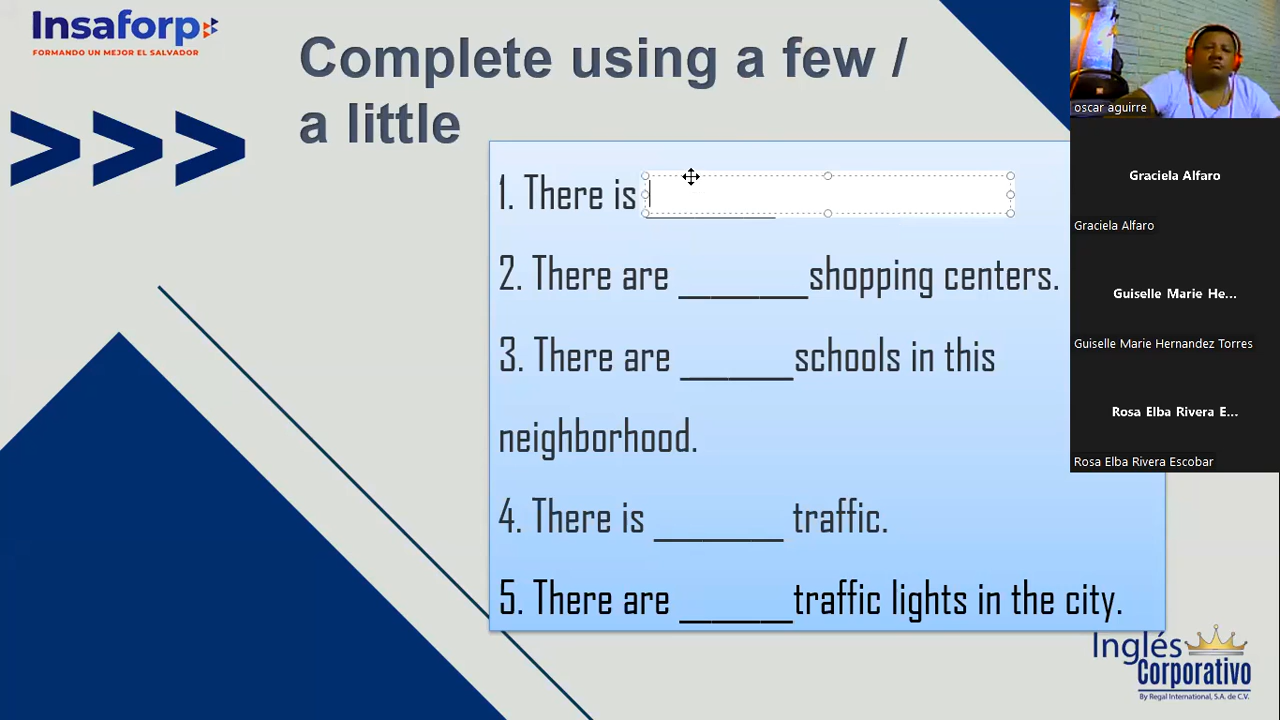 Insaforp
FORMANDO UN MEJOR EL SALVADOR
Complete using a few /
a little
>>>
1. There is
2. There are ________shopping centers.
3. There are _______schools in this
neighborhood.
4. There is ________ traffic.
5. There are _______traffic lights in the city.
oscar aguirre
Graciela Alfaro
Graciela Alfaro
Guiselle Marie He...
Guiselle Marie Hernandez Torres
Rosa Elba Rivera E...
Rosa Elba Rivera Escobar
Inglés
Corporativo
By Regal International, S.A. de C.V.